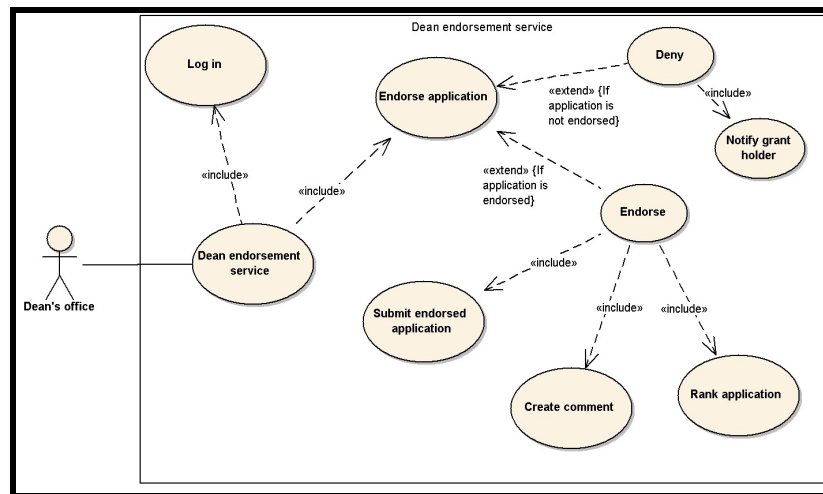 Dean endorsement service
Log in
Endorse application
Deny
«extend» {If
application is
not endorsed}
«include»
Notify grant
holder
«include»
«include»
«extend» {If
application is
endorsed}
Endorse
Dean endorsement
service
Dean's office
«include»
Submit endorsed
application
«include»
«include»
Create comment
Rank application